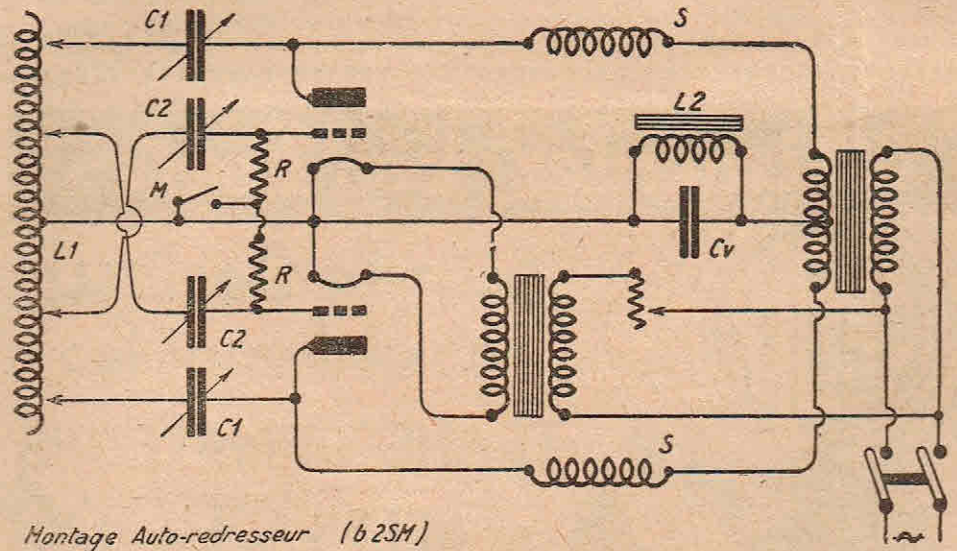 C1
S
C2
L2
R
M
L1
Cv
R
C2
C1
S
Montage Auto-redresseur (b 2SM)